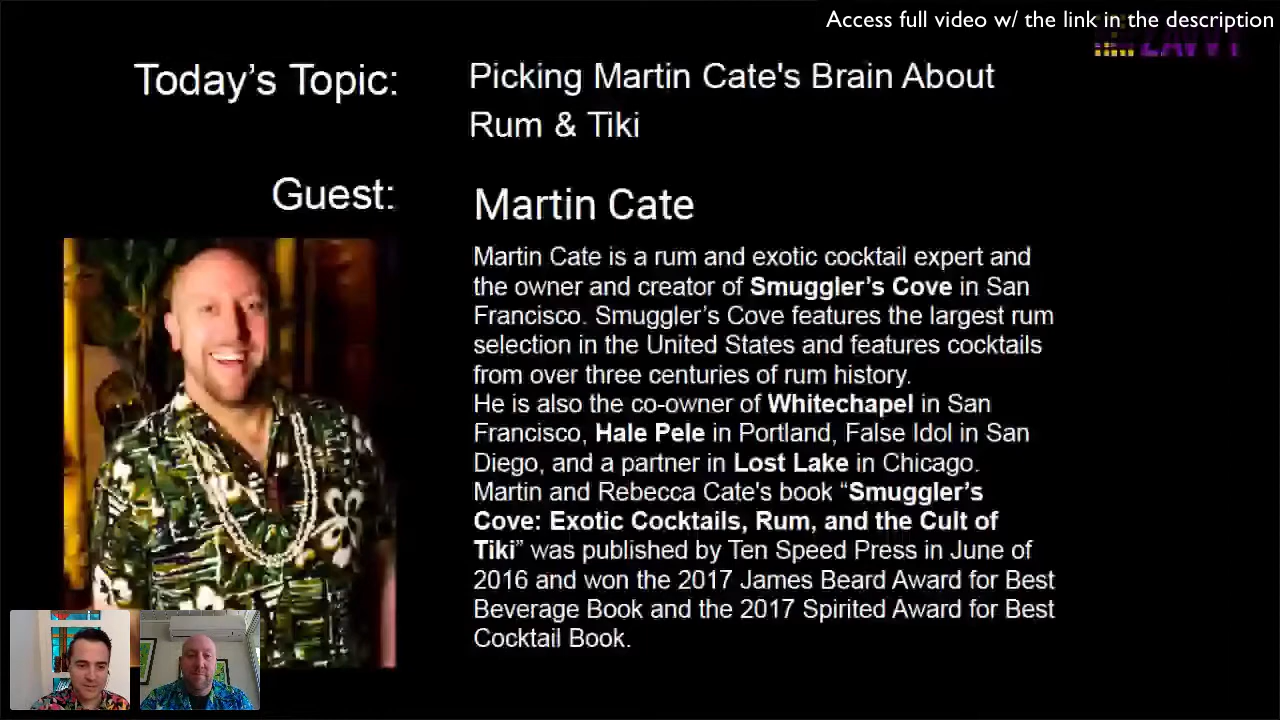 Access full video w/ the link in the description
Today's Topic:
Picking Martin Cate's Brain About
Rum & Tiki
Guest:
Martin Cate
Martin Cate is a rum and exotic cocktail expert and
the owner and creator of Smuggler's Cove in San
Francisco. Smuggler's Cove features the largest rum
selection in the United States and features cocktails
from over three centuries of rum history.
He is also the co-owner of Whitechapel in San
Francisco, Hale Pele in Portland, False Idol in San
Diego, and a partner in Lost Lake in Chicago.
Martin and Rebecca Cate's book “Smuggler's
Cove: Exotic Cocktails, Rum, and the Cult of
Tiki” was published by Ten Speed Press in June of
2016 and won the 2017 James Beard Award for Best
Beverage Book and the 2017 Spirited Award for Best
Cocktail Book.